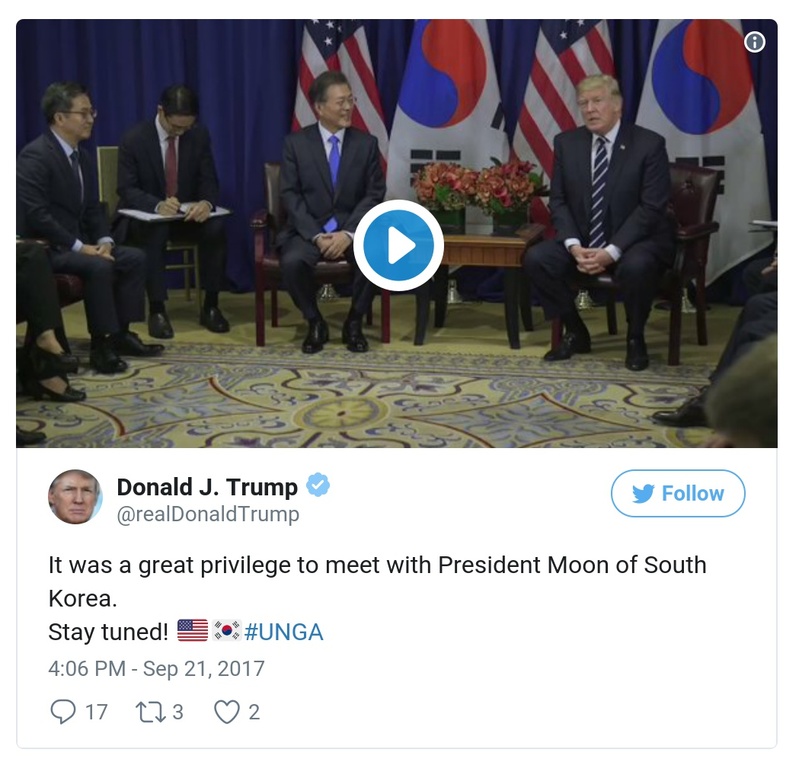 Donald J. Trump
@realDonaldTrump
Follow
It was a great privilege to meet with President Moon of South
Korea.
Stay tuned! 🇺🇸🇰🇷#UNGA
4:06 PM - Sep 21, 2017
17 3 2